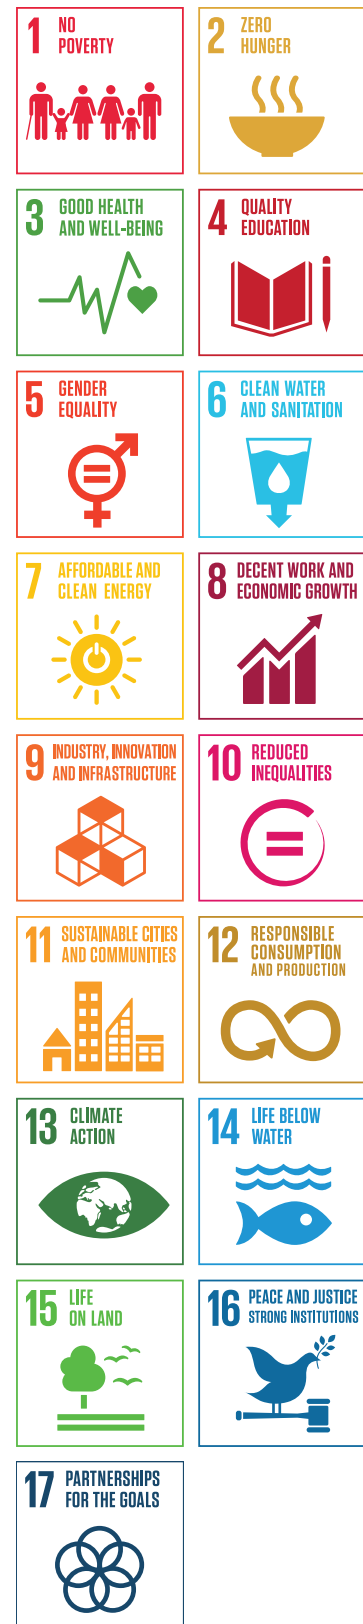 1 NO
POVERTY
2 ZERO
HUNGER
3 GOOD HEALTH
AND WELL-BEING
4 QUALITY
EDUCATION
5 GENDER
EQUALITY
6 CLEAN WATER
AND SANITATION
7 AFFORDABLE AND
CLEAN ENERGY
8 DECENT WORK AND
ECONOMIC GROWTH
9 INDUSTRY, INNOVATION
AND INFRASTRUCTURE
10 REDUCED
INEQUALITIES
11 SUSTAINABLE CITIES
AND COMMUNITIES
12 RESPONSIBLE
CONSUMPTION
AND PRODUCTION
13 CLIMATE
ACTION
14 LIFE BELOW
WATER
15 LIFE
ON LAND
16 PEACE AND JUSTICE
STRONG INSTITUTIONS
17 PARTNERSHIPS
FOR THE GOALS